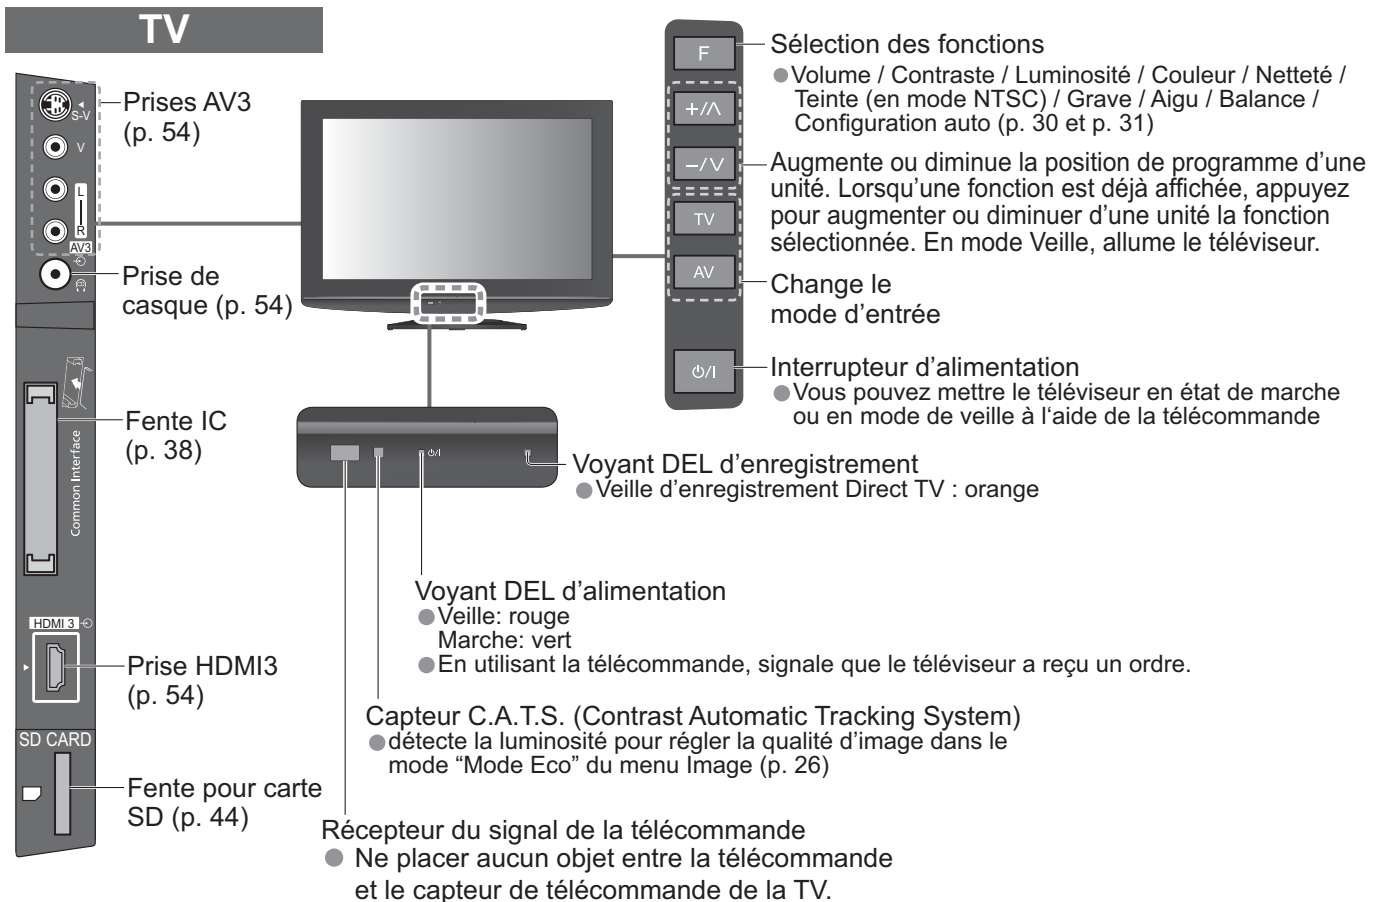 TV
S-V
V
L
R
AV3
Common Interface
HDMI 3
SD CARD
Prises AV3
(p. 54)
Prise de
casque (p. 54)
Fente IC
(p. 38)
Prise HDMI3
(p. 54)
Fente pour carte
SD (p. 44)
F
+/∧
−/∨
TV
AV
⏻/I
Sélection des fonctions
● Volume / Contraste / Luminosité / Couleur / Netteté /
Teinte (en mode NTSC) / Grave / Aigu / Balance /
Configuration auto (p. 30 et p. 31)
Augmente ou diminue la position de programme d’une
unité. Lorsqu’une fonction est déjà affichée, appuyez
pour augmenter ou diminuer d’une unité la fonction
sélectionnée. En mode Veille, allume le téléviseur.
Change le
mode d’entrée
Interrupteur d’alimentation
● Vous pouvez mettre le téléviseur en état de marche
ou en mode de veille à l‘aide de la télécommande
⏻/I
Voyant DEL d’enregistrement
● Veille d’enregistrement Direct TV : orange
Voyant DEL d’alimentation
● Veille: rouge
Marche: vert
● En utilisant la télécommande, signale que le téléviseur a reçu un ordre.
Capteur C.A.T.S. (Contrast Automatic Tracking System)
● détecte la luminosité pour régler la qualité d’image dans le
mode “Mode Eco” du menu Image (p. 26)
Récepteur du signal de la télécommande
● Ne placer aucun objet entre la télécommande
et le capteur de télécommande de la TV.